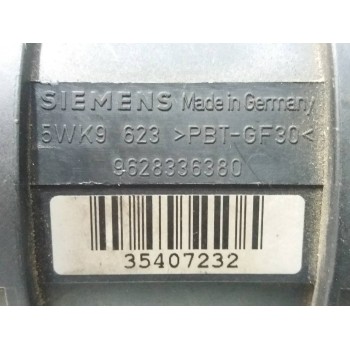 SIEMENS Made in Germany
5WK9 623 >PBT-GF30<
9628336380
35407232